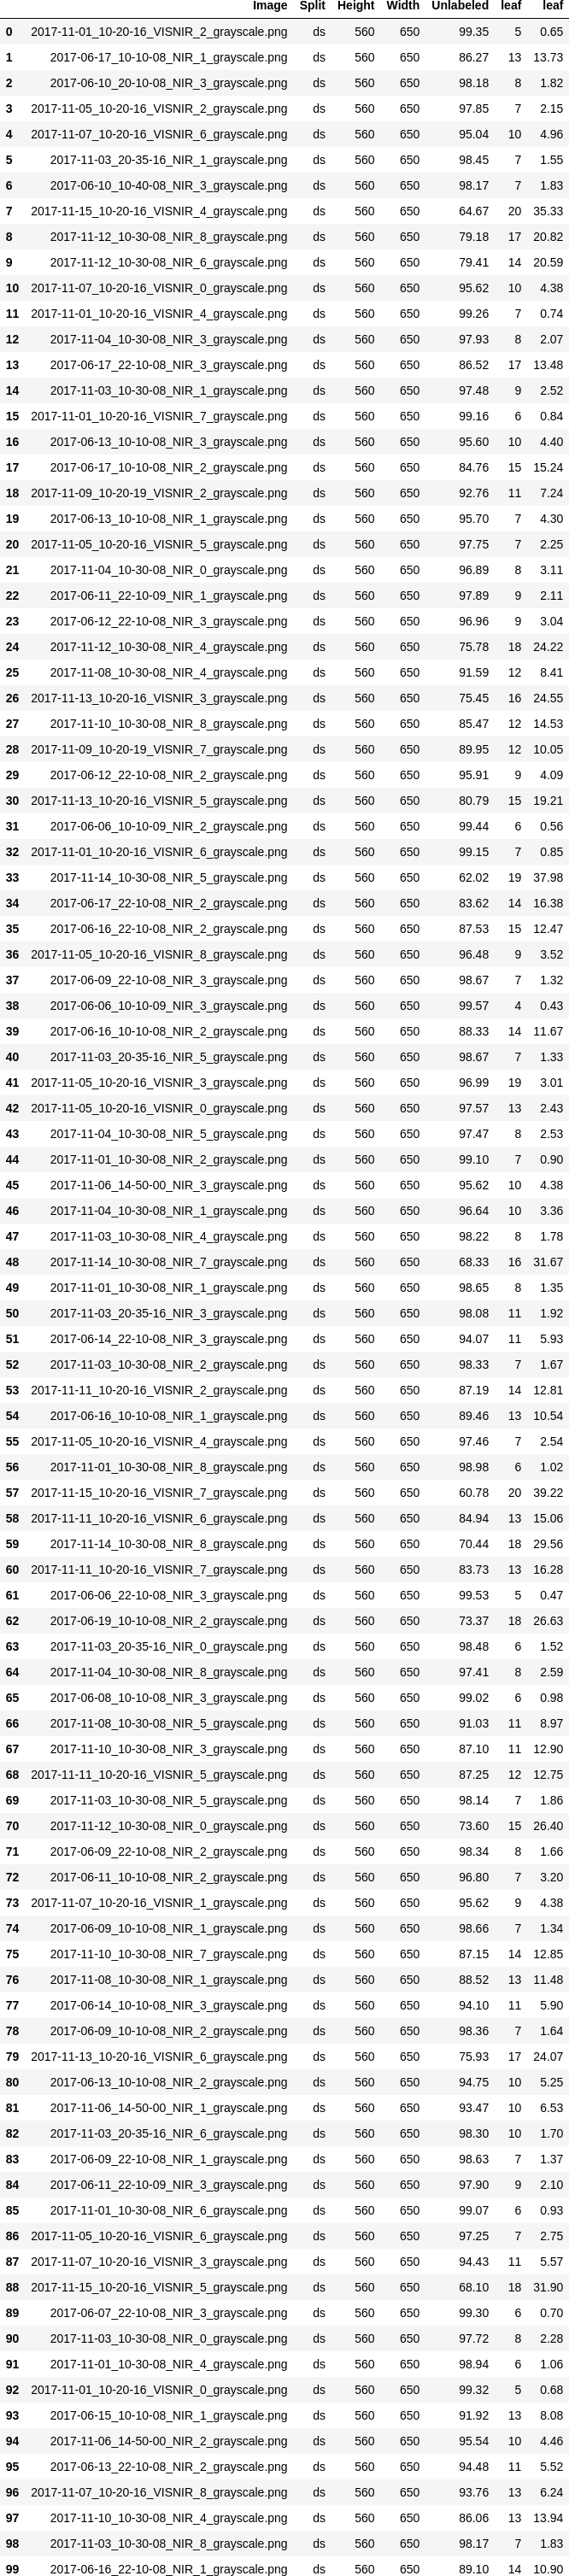 Image Split Height Width Unlabeled leaf leaf
0 2017-11-01_10-20-16_VISNIR_2_grayscale.png ds 560 650 99.35 5 0.65
1 2017-06-17_10-10-08_NIR_1_grayscale.png ds 560 650 86.27 13 13.73
2 2017-06-10_20-10-08_NIR_3_grayscale.png ds 560 650 98.18 8 1.82
3 2017-11-05_10-20-16_VISNIR_2_grayscale.png ds 560 650 97.85 7 2.15
4 2017-11-07_10-20-16_VISNIR_6_grayscale.png ds 560 650 95.04 10 4.96
5 2017-11-03_20-35-16_NIR_1_grayscale.png ds 560 650 98.45 7 1.55
6 2017-06-10_10-40-08_NIR_3_grayscale.png ds 560 650 98.17 7 1.83
7 2017-11-15_10-20-16_VISNIR_4_grayscale.png ds 560 650 64.67 20 35.33
8 2017-11-12_10-30-08_NIR_8_grayscale.png ds 560 650 79.18 17 20.82
9 2017-11-12_10-30-08_NIR_6_grayscale.png ds 560 650 79.41 14 20.59
10 2017-11-07_10-20-16_VISNIR_0_grayscale.png ds 560 650 95.62 10 4.38
11 2017-11-01_10-20-16_VISNIR_4_grayscale.png ds 560 650 99.26 7 0.74
12 2017-11-04_10-30-08_NIR_3_grayscale.png ds 560 650 97.93 8 2.07
13 2017-06-17_22-10-08_NIR_3_grayscale.png ds 560 650 86.52 17 13.48
14 2017-11-03_10-30-08_NIR_1_grayscale.png ds 560 650 97.48 9 2.52
15 2017-11-01_10-20-16_VISNIR_7_grayscale.png ds 560 650 99.16 6 0.84
16 2017-06-13_10-10-08_NIR_3_grayscale.png ds 560 650 95.60 10 4.40
17 2017-06-17_10-10-08_NIR_2_grayscale.png ds 560 650 84.76 15 15.24
18 2017-11-09_10-20-19_VISNIR_2_grayscale.png ds 560 650 92.76 11 7.24
19 2017-06-13_10-10-08_NIR_1_grayscale.png ds 560 650 95.70 7 4.30
20 2017-11-05_10-20-16_VISNIR_5_grayscale.png ds 560 650 97.75 7 2.25
21 2017-11-04_10-30-08_NIR_0_grayscale.png ds 560 650 96.89 8 3.11
22 2017-06-11_22-10-09_NIR_1_grayscale.png ds 560 650 97.89 9 2.11
23 2017-06-12_22-10-08_NIR_3_grayscale.png ds 560 650 96.96 9 3.04
24 2017-11-12_10-30-08_NIR_4_grayscale.png ds 560 650 75.78 18 24.22
25 2017-11-08_10-30-08_NIR_4_grayscale.png ds 560 650 91.59 12 8.41
26 2017-11-13_10-20-16_VISNIR_3_grayscale.png ds 560 650 75.45 16 24.55
27 2017-11-10_10-30-08_NIR_8_grayscale.png ds 560 650 85.47 12 14.53
28 2017-11-09_10-20-19_VISNIR_7_grayscale.png ds 560 650 89.95 12 10.05
29 2017-06-12_22-10-08_NIR_2_grayscale.png ds 560 650 95.91 9 4.09
30 2017-11-13_10-20-16_VISNIR_5_grayscale.png ds 560 650 80.79 15 19.21
31 2017-06-06_10-10-09_NIR_2_grayscale.png ds 560 650 99.44 6 0.56
32 2017-11-01_10-20-16_VISNIR_6_grayscale.png ds 560 650 99.15 7 0.85
33 2017-11-14_10-30-08_NIR_5_grayscale.png ds 560 650 62.02 19 37.98
34 2017-06-17_22-10-08_NIR_2_grayscale.png ds 560 650 83.62 14 16.38
35 2017-06-16_22-10-08_NIR_2_grayscale.png ds 560 650 87.53 15 12.47
36 2017-11-05_10-20-16_VISNIR_8_grayscale.png ds 560 650 96.48 9 3.52
37 2017-06-09_22-10-08_NIR_3_grayscale.png ds 560 650 98.67 7 1.32
38 2017-06-06_10-10-09_NIR_3_grayscale.png ds 560 650 99.57 4 0.43
39 2017-06-16_10-10-08_NIR_2_grayscale.png ds 560 650 88.33 14 11.67
40 2017-11-03_20-35-16_NIR_5_grayscale.png ds 560 650 98.67 7 1.33
41 2017-11-05_10-20-16_VISNIR_3_grayscale.png ds 560 650 96.99 19 3.01
42 2017-11-05_10-20-16_VISNIR_0_grayscale.png ds 560 650 97.57 13 2.43
43 2017-11-04_10-30-08_NIR_5_grayscale.png ds 560 650 97.47 8 2.53
44 2017-11-01_10-30-08_NIR_2_grayscale.png ds 560 650 99.10 7 0.90
45 2017-11-06_14-50-00_NIR_3_grayscale.png ds 560 650 95.62 10 4.38
46 2017-11-04_10-30-08_NIR_1_grayscale.png ds 560 650 96.64 10 3.36
47 2017-11-03_10-30-08_NIR_4_grayscale.png ds 560 650 98.22 8 1.78
48 2017-11-14_10-30-08_NIR_7_grayscale.png ds 560 650 68.33 16 31.67
49 2017-11-01_10-30-08_NIR_1_grayscale.png ds 560 650 98.65 8 1.35
50 2017-11-03_20-35-16_NIR_3_grayscale.png ds 560 650 98.08 11 1.92
51 2017-06-14_22-10-08_NIR_3_grayscale.png ds 560 650 94.07 11 5.93
52 2017-11-03_10-30-08_NIR_2_grayscale.png ds 560 650 98.33 7 1.67
53 2017-11-11_10-20-16_VISNIR_2_grayscale.png ds 560 650 87.19 14 12.81
54 2017-06-16_10-10-08_NIR_1_grayscale.png ds 560 650 89.46 13 10.54
55 2017-11-05_10-20-16_VISNIR_4_grayscale.png ds 560 650 97.46 7 2.54
56 2017-11-01_10-30-08_NIR_8_grayscale.png ds 560 650 98.98 6 1.02
57 2017-11-15_10-20-16_VISNIR_7_grayscale.png ds 560 650 60.78 20 39.22
58 2017-11-11_10-20-16_VISNIR_6_grayscale.png ds 560 650 84.94 13 15.06
59 2017-11-14_10-30-08_NIR_8_grayscale.png ds 560 650 70.44 18 29.56
60 2017-11-11_10-20-16_VISNIR_7_grayscale.png ds 560 650 83.73 13 16.28
61 2017-06-06_22-10-08_NIR_3_grayscale.png ds 560 650 99.53 5 0.47
62 2017-06-19_10-10-08_NIR_2_grayscale.png ds 560 650 73.37 18 26.63
63 2017-11-03_20-35-16_NIR_0_grayscale.png ds 560 650 98.48 6 1.52
64 2017-11-04_10-30-08_NIR_8_grayscale.png ds 560 650 97.41 8 2.59
65 2017-06-08_10-10-08_NIR_3_grayscale.png ds 560 650 99.02 6 0.98
66 2017-11-08_10-30-08_NIR_5_grayscale.png ds 560 650 91.03 11 8.97
67 2017-11-10_10-30-08_NIR_3_grayscale.png ds 560 650 87.10 11 12.90
68 2017-11-11_10-20-16_VISNIR_5_grayscale.png ds 560 650 87.25 12 12.75
69 2017-11-03_10-30-08_NIR_5_grayscale.png ds 560 650 98.14 7 1.86
70 2017-11-12_10-30-08_NIR_0_grayscale.png ds 560 650 73.60 15 26.40
71 2017-06-09_22-10-08_NIR_2_grayscale.png ds 560 650 98.34 8 1.66
72 2017-06-11_10-10-08_NIR_2_grayscale.png ds 560 650 96.80 7 3.20
73 2017-11-07_10-20-16_VISNIR_1_grayscale.png ds 560 650 95.62 9 4.38
74 2017-06-09_10-10-08_NIR_1_grayscale.png ds 560 650 98.66 7 1.34
75 2017-11-10_10-30-08_NIR_7_grayscale.png ds 560 650 87.15 14 12.85
76 2017-11-08_10-30-08_NIR_1_grayscale.png ds 560 650 88.52 13 11.48
77 2017-06-14_10-10-08_NIR_3_grayscale.png ds 560 650 94.10 11 5.90
78 2017-06-09_10-10-08_NIR_2_grayscale.png ds 560 650 98.36 7 1.64
79 2017-11-13_10-20-16_VISNIR_6_grayscale.png ds 560 650 75.93 17 24.07
80 2017-06-13_10-10-08_NIR_2_grayscale.png ds 560 650 94.75 10 5.25
81 2017-11-06_14-50-00_NIR_1_grayscale.png ds 560 650 93.47 10 6.53
82 2017-11-03_20-35-16_NIR_6_grayscale.png ds 560 650 98.30 10 1.70
83 2017-06-09_22-10-08_NIR_1_grayscale.png ds 560 650 98.63 7 1.37
84 2017-06-11_22-10-09_NIR_3_grayscale.png ds 560 650 97.90 9 2.10
85 2017-11-01_10-30-08_NIR_6_grayscale.png ds 560 650 99.07 6 0.93
86 2017-11-05_10-20-16_VISNIR_6_grayscale.png ds 560 650 97.25 7 2.75
87 2017-11-07_10-20-16_VISNIR_3_grayscale.png ds 560 650 94.43 11 5.57
88 2017-11-15_10-20-16_VISNIR_5_grayscale.png ds 560 650 68.10 18 31.90
89 2017-06-07_22-10-08_NIR_3_grayscale.png ds 560 650 99.30 6 0.70
90 2017-11-03_10-30-08_NIR_0_grayscale.png ds 560 650 97.72 8 2.28
91 2017-11-01_10-30-08_NIR_4_grayscale.png ds 560 650 98.94 6 1.06
92 2017-11-01_10-20-16_VISNIR_0_grayscale.png ds 560 650 99.32 5 0.68
93 2017-06-15_10-10-08_NIR_1_grayscale.png ds 560 650 91.92 13 8.08
94 2017-11-06_14-50-00_NIR_2_grayscale.png ds 560 650 95.54 10 4.46
95 2017-06-13_22-10-08_NIR_2_grayscale.png ds 560 650 94.48 11 5.52
96 2017-11-07_10-20-16_VISNIR_8_grayscale.png ds 560 650 93.76 13 6.24
97 2017-11-10_10-30-08_NIR_4_grayscale.png ds 560 650 86.06 13 13.94
98 2017-11-03_10-30-08_NIR_8_grayscale.png ds 560 650 98.17 7 1.83
99 2017-06-16_22-10-08_NIR_1_grayscale.png ds 560 650 89.10 14 10.90